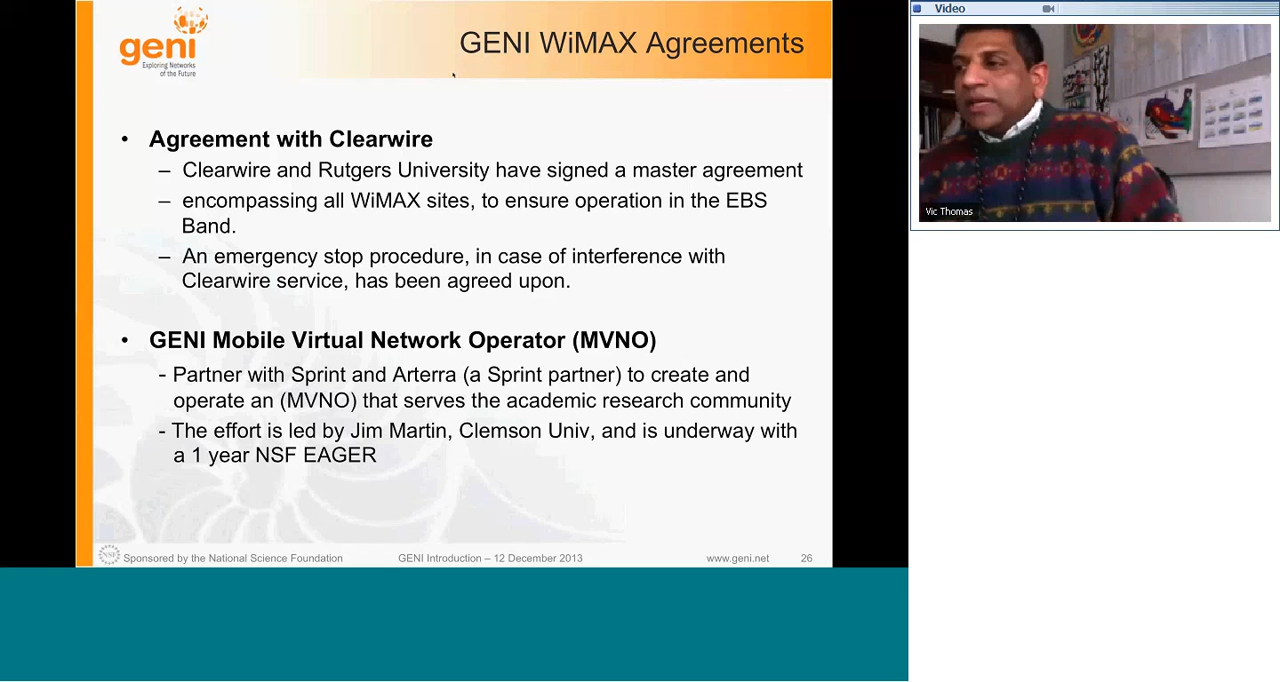 geni
Exploring Networks
of the Future
GENI WiMAX Agreements
• Agreement with Clearwire
– Clearwire and Rutgers University have signed a master agreement
– encompassing all WiMAX sites, to ensure operation in the EBS
Band.
– An emergency stop procedure, in case of interference with
Clearwire service, has been agreed upon.
• GENI Mobile Virtual Network Operator (MVNO)
- Partner with Sprint and Arterra (a Sprint partner) to create and
operate an (MVNO) that serves the academic research community
- The effort is led by Jim Martin, Clemson Univ, and is underway with
a 1 year NSF EAGER
NSF
Sponsored by the National Science Foundation
GENI Introduction – 12 December 2013
www.geni.net
26
Video
Vic Thomas